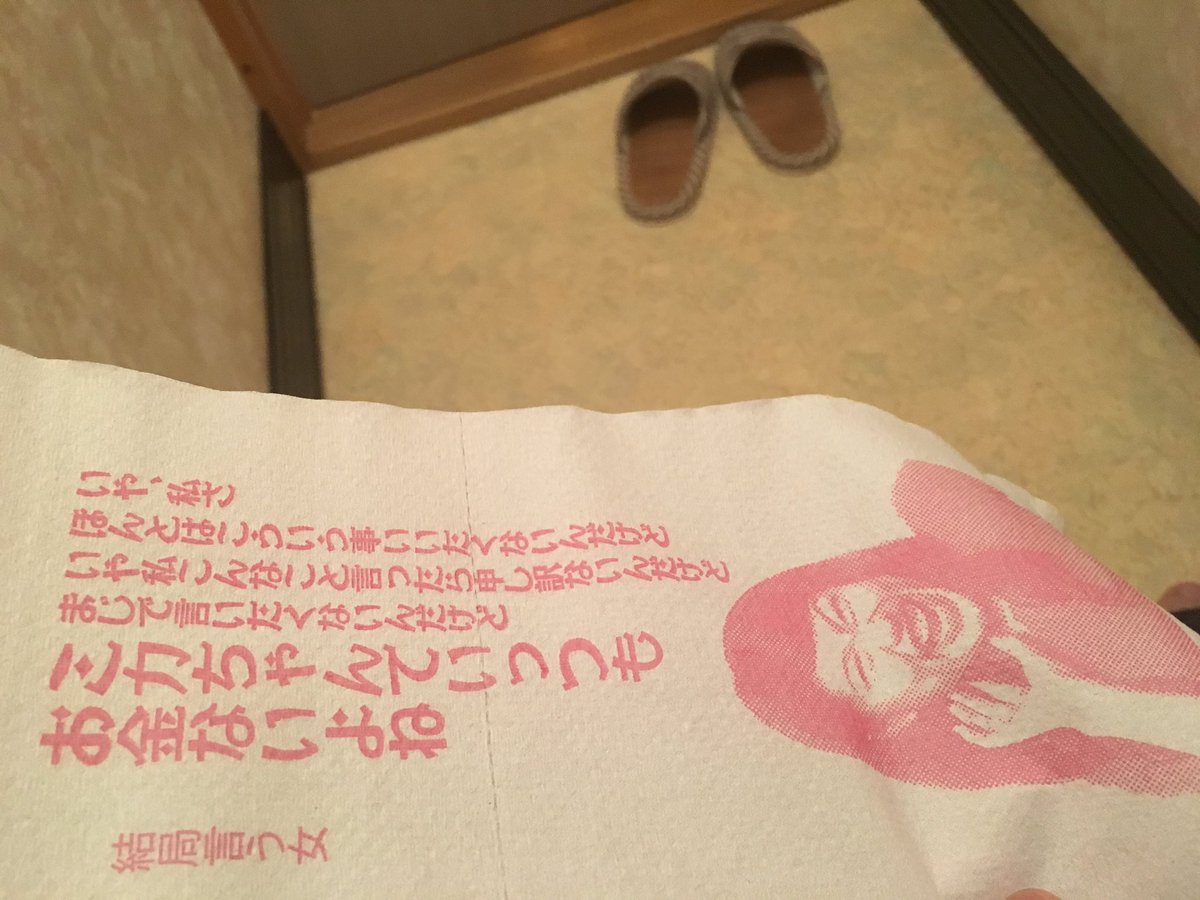 いや、私さ
ほんとはこういう事いいたくないんだけど
いや私こんなこと言ったら申し訳ないんだけど
まじで言いたくないんだけど
ミカちゃんていっつも
お金ないよね
結局言う女